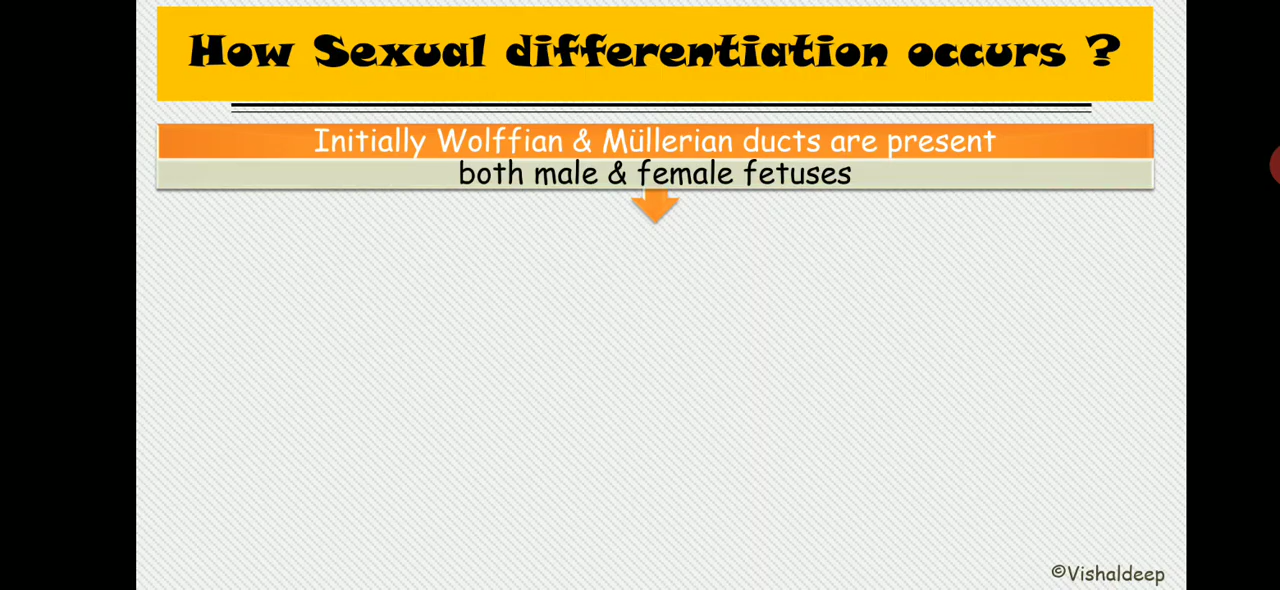 How Sexual differentiation occurs ?
Initially Wolffian & Müllerian ducts are present
both male & female fetuses
©Vishaldeep